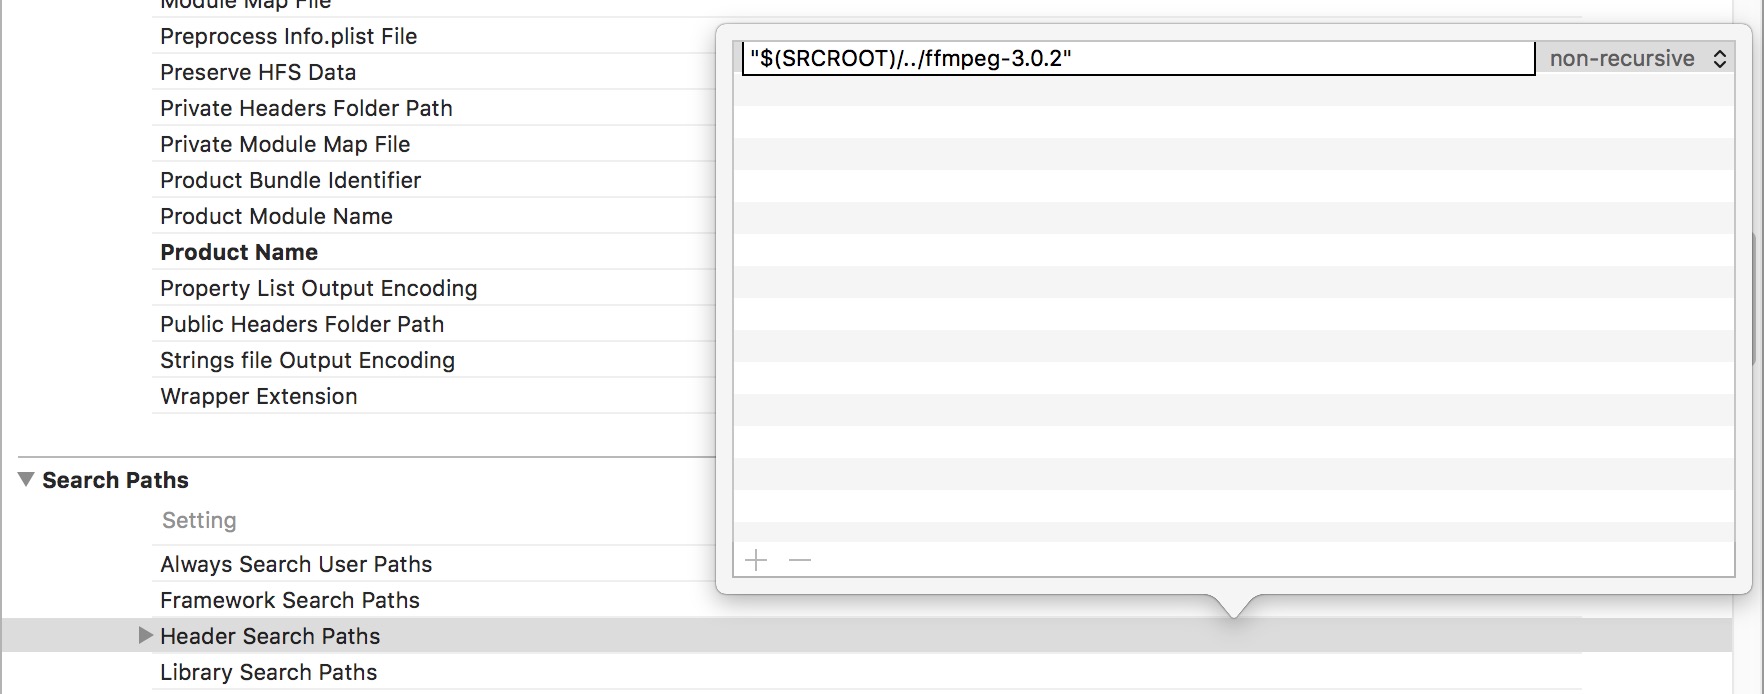 Module Map File
Preprocess Info.plist File
Preserve HFS Data
Private Headers Folder Path
Private Module Map File
Product Bundle Identifier
Product Module Name
Product Name
Property List Output Encoding
Public Headers Folder Path
Strings file Output Encoding
Wrapper Extension
Search Paths
Setting
Always Search User Paths
Framework Search Paths
Header Search Paths
Library Search Paths
"$(SRCROOT)/../ffmpeg-3.0.2" non-recursive